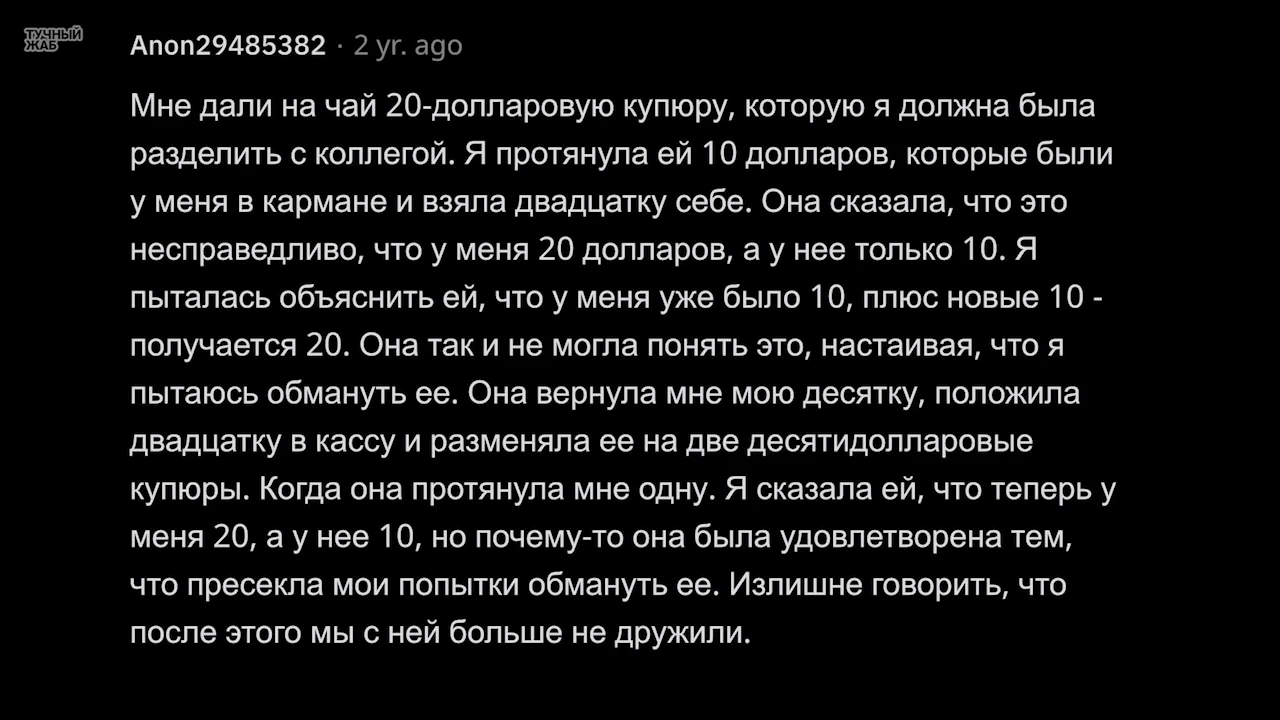 ТУЧНЫЙ
ЖАБ
Anon29485382 · 2 yr. ago
Мне дали на чай 20-долларовую купюру, которую я должна была
разделить с коллегой. Я протянула ей 10 долларов, которые были
у меня в кармане и взяла двадцатку себе. Она сказала, что это
несправедливо, что у меня 20 долларов, а у нее только 10. Я
пыталась объяснить ей, что у меня уже было 10, плюс новые 10 -
получается 20. Она так и не могла понять это, настаивая, что я
пытаюсь обмануть ее. Она вернула мне мою десятку, положила
двадцатку в кассу и разменяла ее на две десятидолларовые
купюры. Когда она протянула мне одну. Я сказала ей, что теперь у
меня 20, а у нее 10, но почему-то она была удовлетворена тем,
что пресекла мои попытки обмануть ее. Излишне говорить, что
после этого мы с ней больше не дружили.